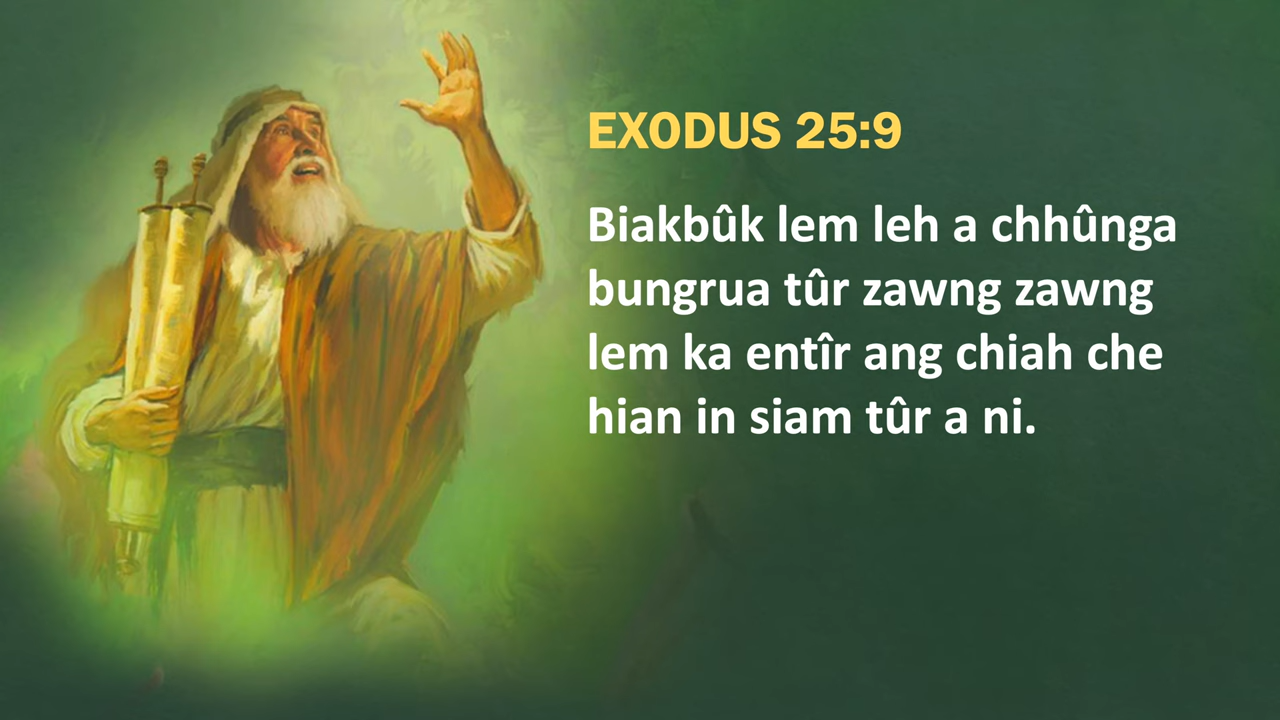 EXODUS 25:9
Biakbûk lem leh a chhûnga
bungrua tûr zawng zawng
lem ka entîr ang chiah che
hian in siam tûr a ni.